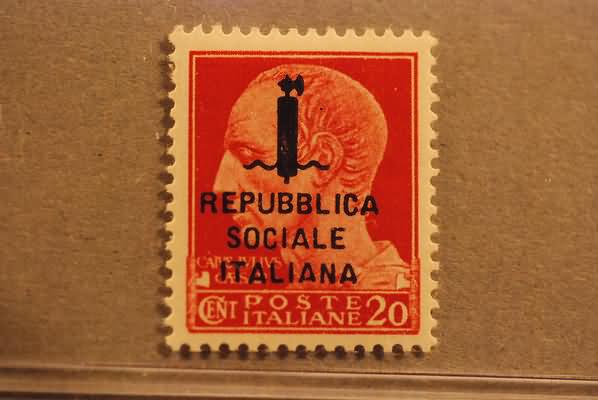 REPUBBLICA
SOCIALE
ITALIANA
CENT POSTE ITALIANE 20